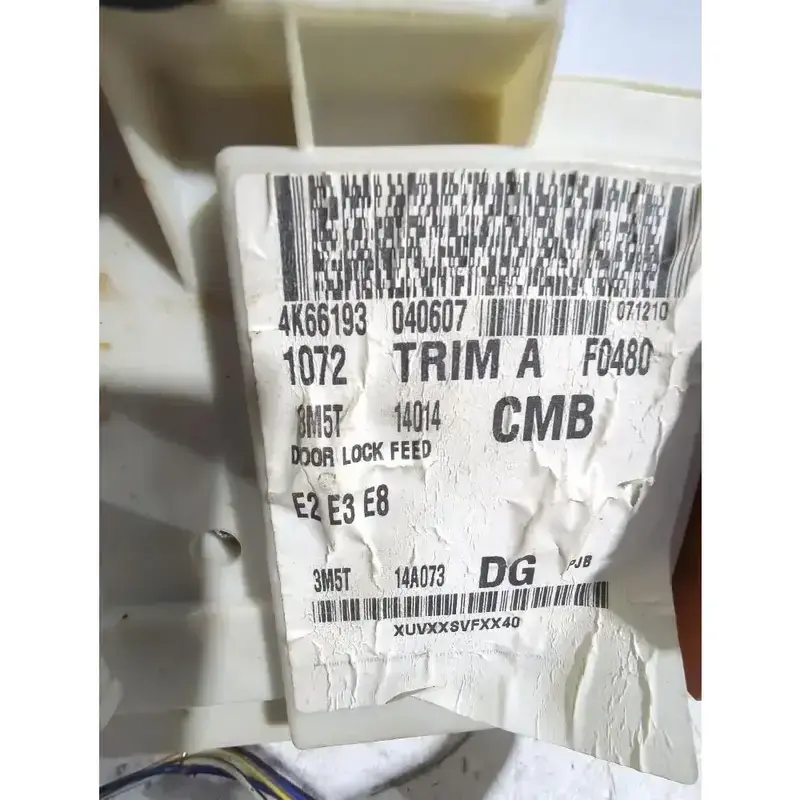 4K66193 040607 071210
1072 TRIM A F0480
3M5T 14014 CMB
DOOR LOCK FEED
E2 E3 E8
3M5T 14A073 DG PJB
XUVXXSVFXX40